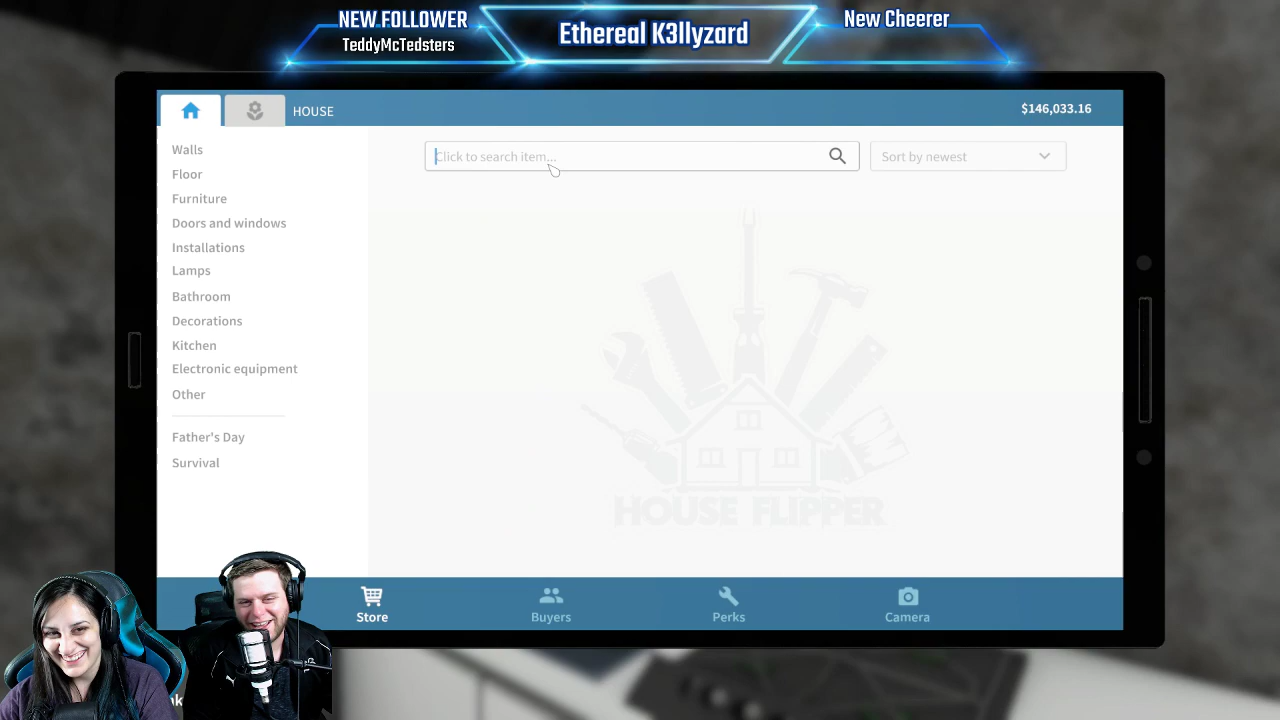 NEW FOLLOWER
TeddyMcTedsters
Ethereal K3llyzard
New Cheerer
HOUSE
$146,033.16
Click to search item...
Sort by newest
Walls
Floor
Furniture
Doors and windows
Installations
Lamps
Bathroom
Decorations
Kitchen
Electronic equipment
Other
Father's Day
Survival
HOUSE FLIPPER
Store
Buyers
Perks
Camera